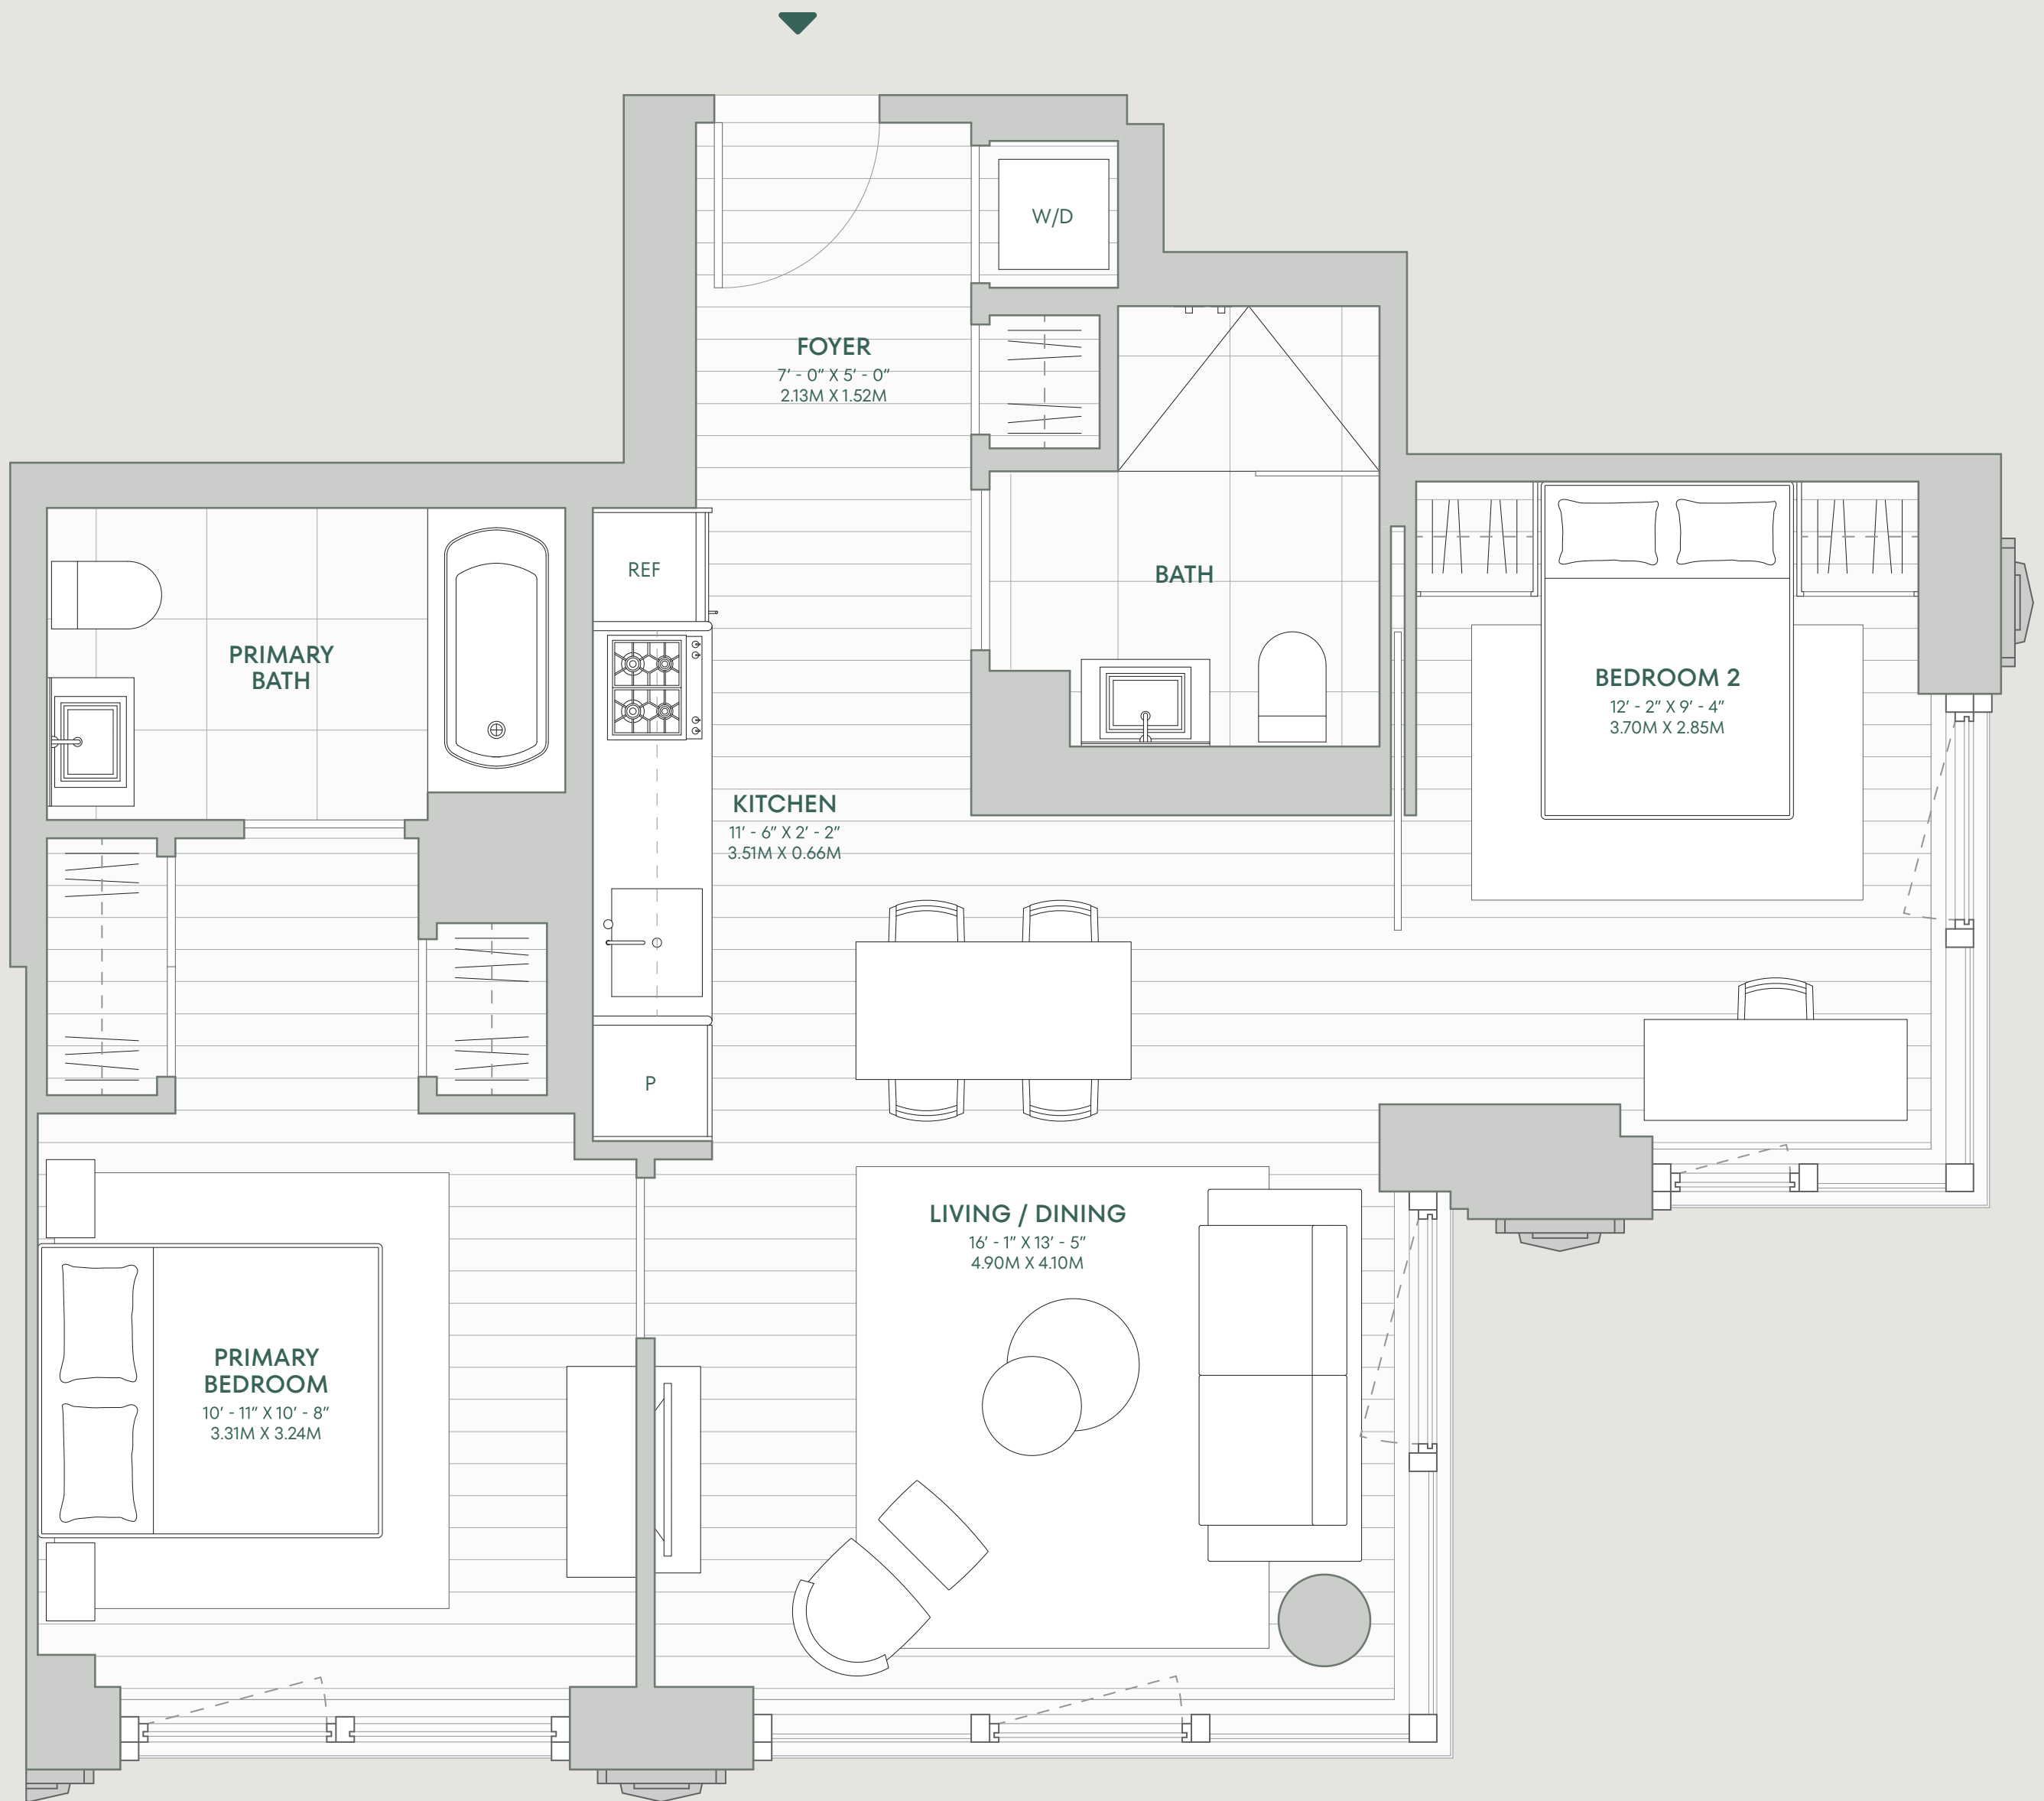 W/D
FOYER
7' - 0" X 5' - 0"
2.13M X 1.52M
REF
BATH
PRIMARY
BATH
BEDROOM 2
12' - 2" X 9' - 4"
3.70M X 2.85M
KITCHEN
11' - 6" X 2' - 2"
3.51M X 0.66M
P
LIVING / DINING
16' - 1" X 13' - 5"
4.90M X 4.10M
PRIMARY
BEDROOM
10' - 11" X 10' - 8"
3.31M X 3.24M